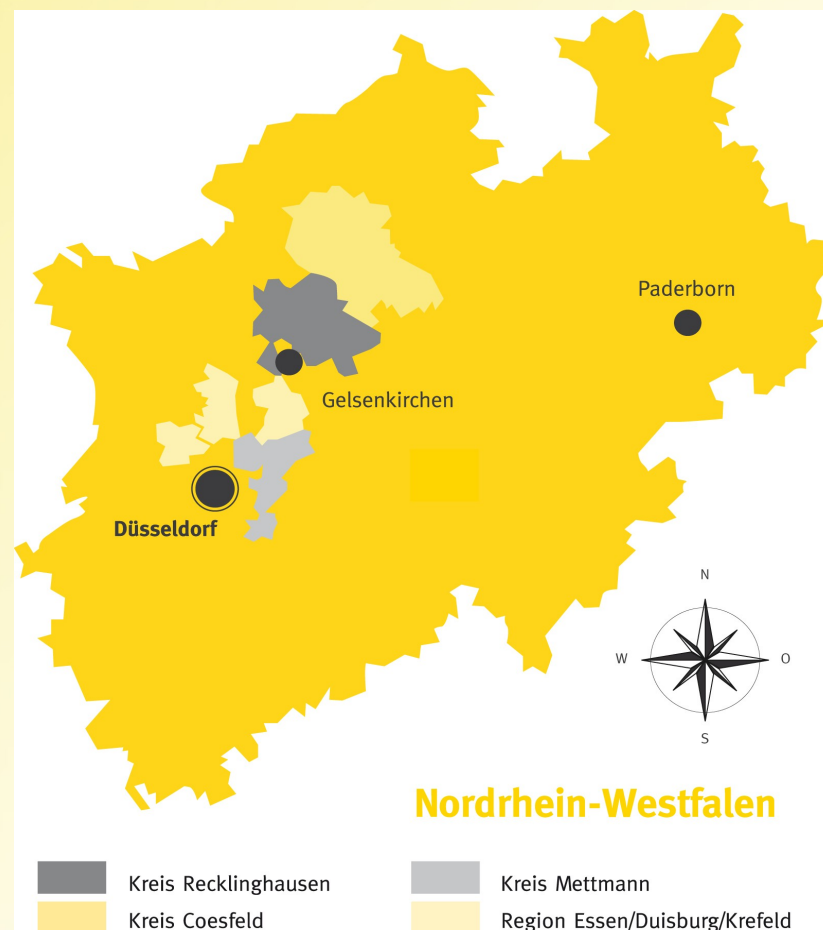 Paderborn
Gelsenkirchen
Düsseldorf
N
W
O
S
Nordrhein-Westfalen
Kreis Recklinghausen
Kreis Mettmann
Kreis Coesfeld
Region Essen/Duisburg/Krefeld